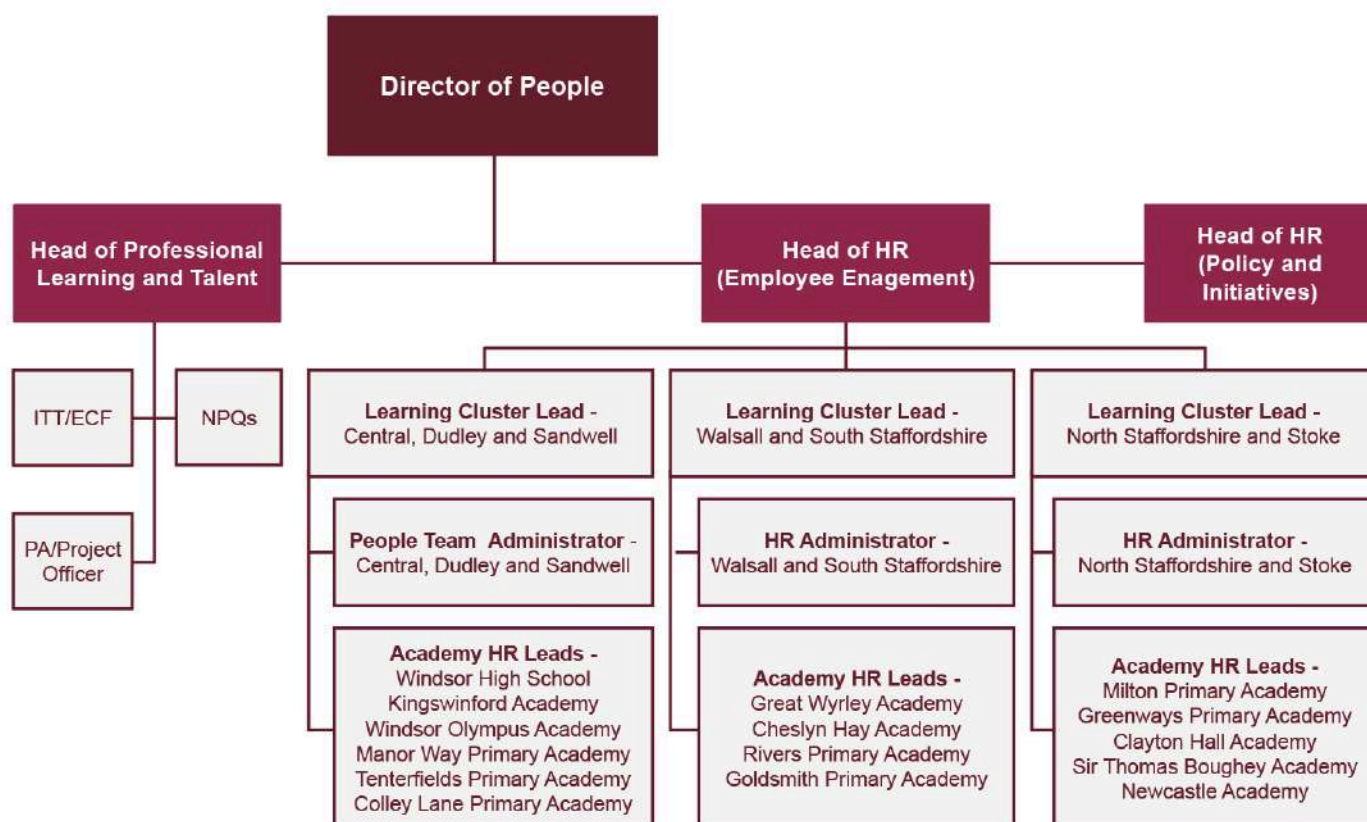 Director of People
Head of Professional
Learning and Talent
Head of HR
(Employee Enagement)
Head of HR
(Policy and
Initiatives)
ITT/ECF
NPQs
PA/Project
Officer
Learning Cluster Lead -
Central, Dudley and Sandwell
People Team Administrator -
Central, Dudley and Sandwell
Academy HR Leads -
Windsor High School
Kingswinford Academy
Windsor Olympus Academy
Manor Way Primary Academy
Tenterfields Primary Academy
Colley Lane Primary Academy
Learning Cluster Lead -
Walsall and South Staffordshire
HR Administrator -
Walsall and South Staffordshire
Academy HR Leads -
Great Wyrley Academy
Cheslyn Hay Academy
Rivers Primary Academy
Goldsmith Primary Academy
Learning Cluster Lead -
North Staffordshire and Stoke
HR Administrator -
North Staffordshire and Stoke
Academy HR Leads -
Milton Primary Academy
Greenways Primary Academy
Clayton Hall Academy
Sir Thomas Boughey Academy
Newcastle Academy